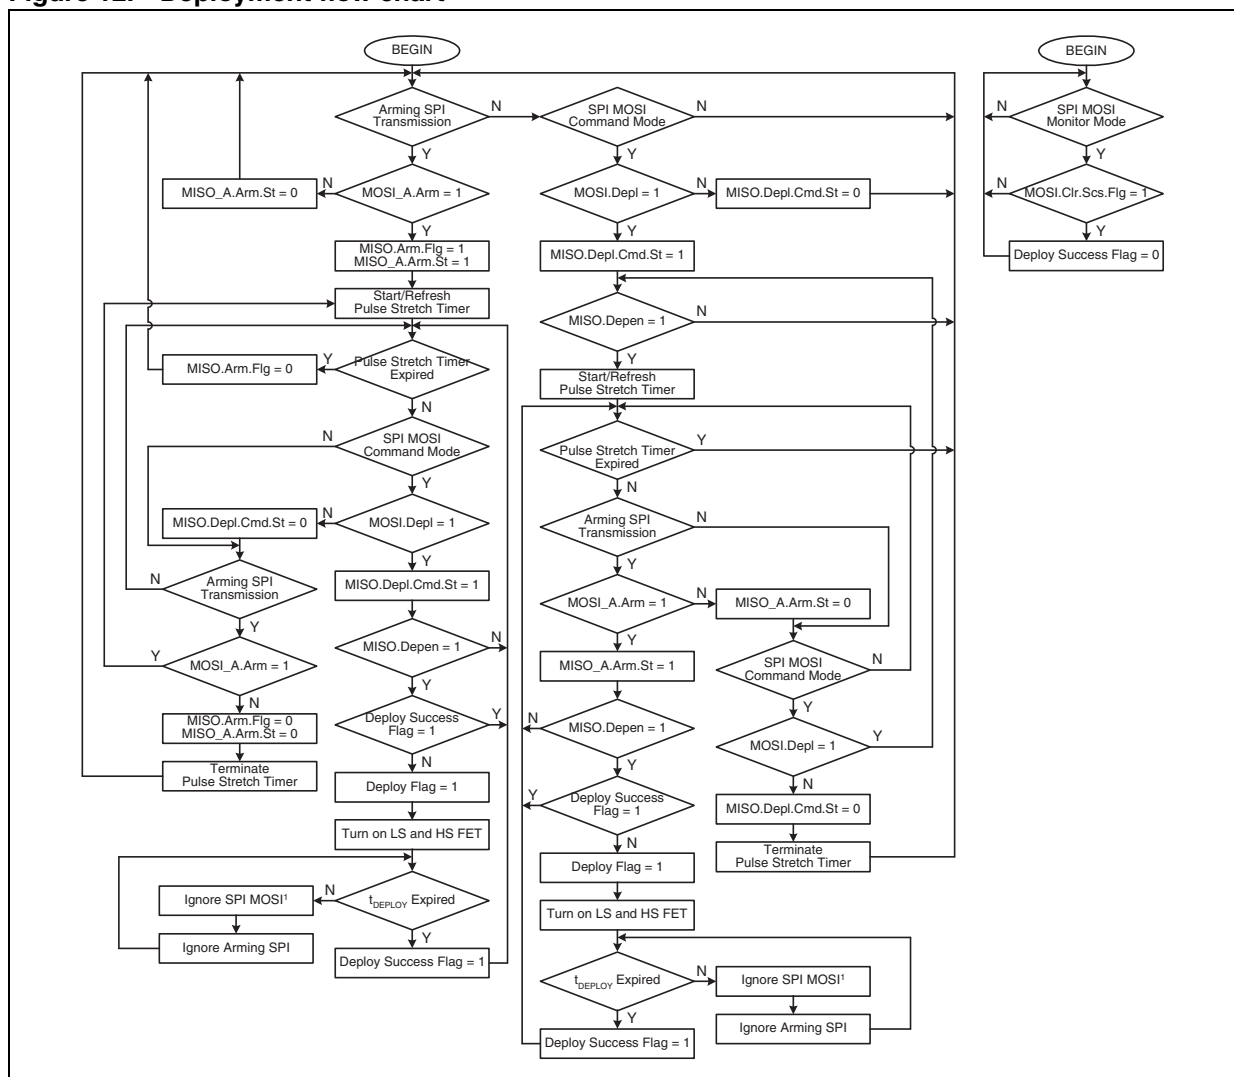 BEGIN
Arming SPI
Transmission
N
Y
MOSI_A.Arm = 1
N
MISO_A.Arm.St = 0
Y
MISO.Arm.Flg = 1
MISO_A.Arm.St = 1
Start/Refresh
Pulse Stretch Timer
Pulse Stretch Timer
Expired
Y
MISO.Arm.Flg = 0
N
SPI MOSI
Command Mode
N
Y
MOSI.Depl = 1
N
MISO.Depl.Cmd.St = 0
Y
Arming SPI
Transmission
N
Y
MOSI_A.Arm = 1
Y
N
MISO.Arm.Flg = 0
MISO_A.Arm.St = 0
Terminate
Pulse Stretch Timer
MISO.Depl.Cmd.St = 1
MISO.Depen = 1
N
Y
Deploy Success
Flag = 1
Y
N
Deploy Flag = 1
Turn on LS and HS FET
tDEPLOY Expired
N
Ignore SPI MOSI¹
Ignore Arming SPI
Y
Deploy Success Flag = 1
SPI MOSI
Command Mode
N
Y
MOSI.Depl = 1
N
MISO.Depl.Cmd.St = 0
Y
MISO.Depl.Cmd.St = 1
MISO.Depen = 1
N
Y
Start/Refresh
Pulse Stretch Timer
Pulse Stretch Timer
Expired
Y
N
Arming SPI
Transmission
N
Y
MOSI_A.Arm = 1
N
MISO_A.Arm.St = 0
Y
MISO_A.Arm.St = 1
SPI MOSI
Command Mode
N
Y
MOSI.Depl = 1
Y
N
MISO.Depl.Cmd.St = 0
Terminate
Pulse Stretch Timer
MISO.Depen = 1
N
Y
Deploy Success
Flag = 1
Y
N
Deploy Flag = 1
Turn on LS and HS FET
tDEPLOY Expired
N
Ignore SPI MOSI¹
Ignore Arming SPI
Y
Deploy Success Flag = 1
BEGIN
SPI MOSI
Monitor Mode
N
Y
MOSI.Clr.Scs.Flg = 1
N
Y
Deploy Success Flag = 0